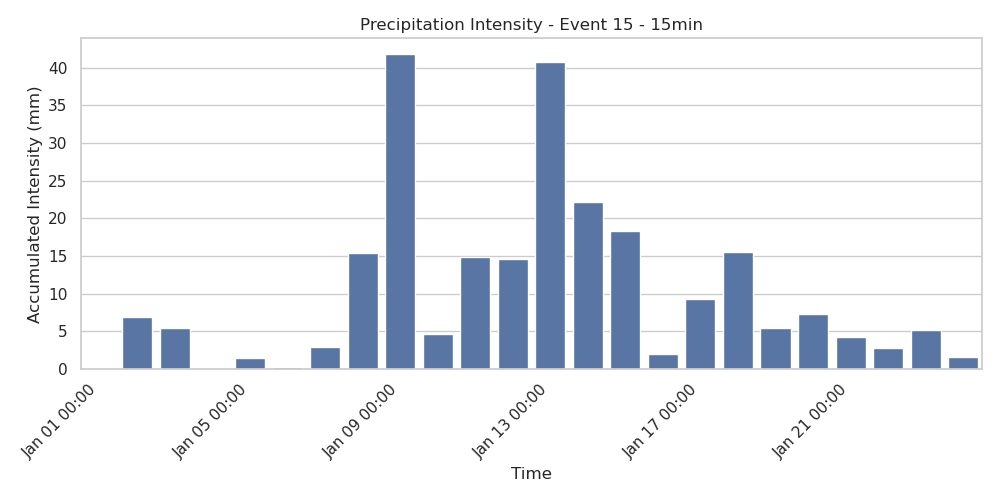 Precipitation Intensity - Event 15 - 15min
Accumulated Intensity (mm)
40
35
30
25
20
15
10
5
0
Jan 01 00:00
Jan 05 00:00
Jan 09 00:00
Jan 13 00:00
Jan 17 00:00
Jan 21 00:00
Time